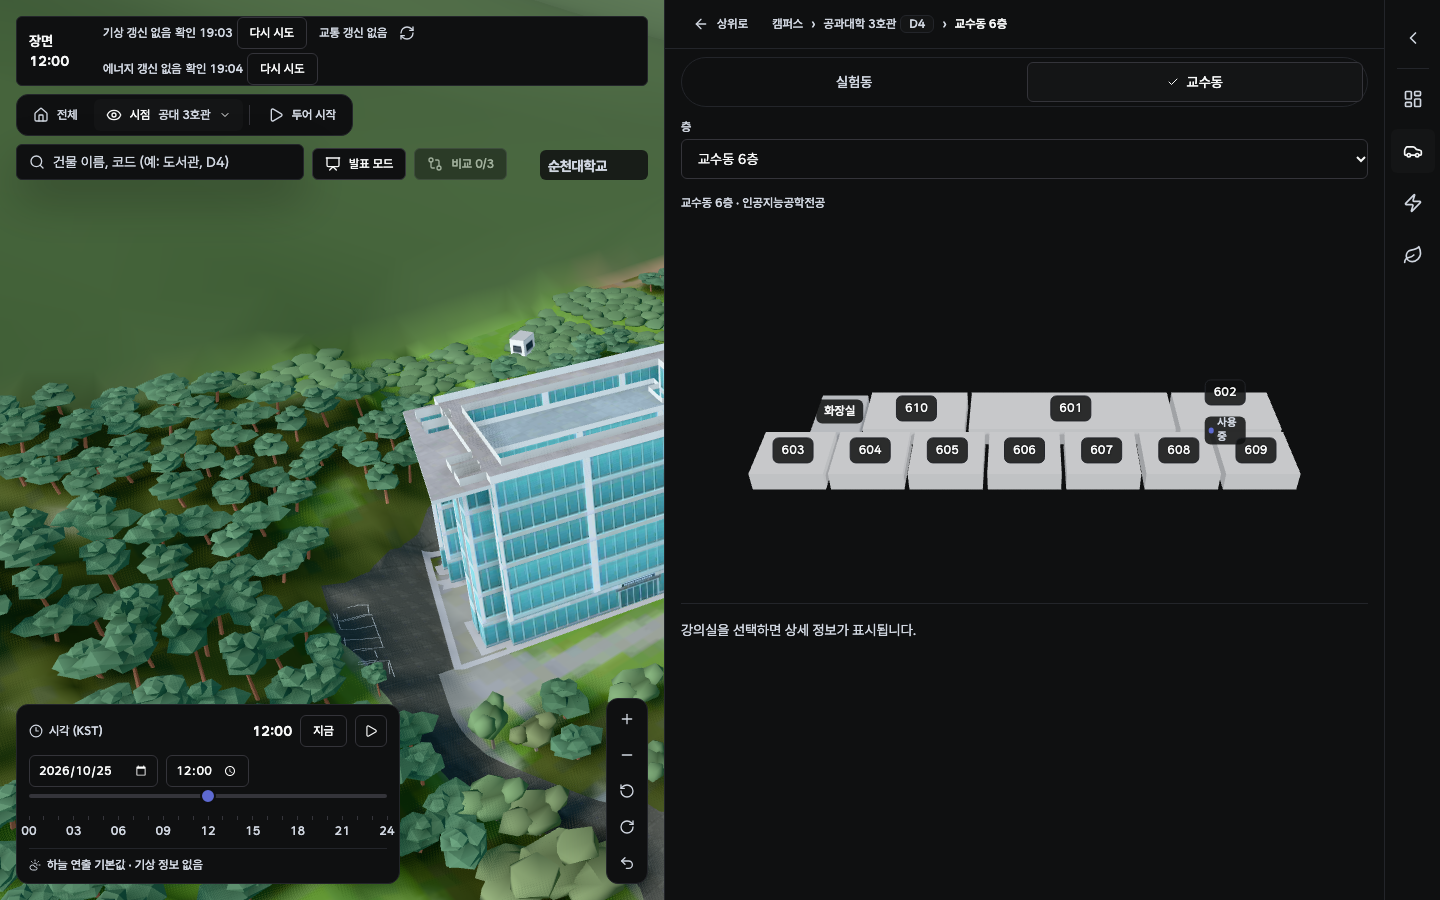 장면
12:00
기상 갱신 없음 확인 19:03 다시 시도 교통 갱신 없음
에너지 갱신 없음 확인 19:04 다시 시도
전체 시점 공대 3호관 투어 시작
건물 이름, 코드 (예: 도서관, D4) 발표 모드 비교 0/3 순천대학교
시각 (KST) 12:00 지금
2026/10/25 12:00
00 03 06 09 12 15 18 21 24
하늘 연출 기본값 · 기상 정보 없음
상위로 캠퍼스 › 공과대학 3호관 D4 › 교수동 6층
실험동 교수동
층
교수동 6층
교수동 6층 · 인공지능공학전공
602
화장실 610 601
사용
중
603 604 605 606 607 608 609
강의실을 선택하면 상세 정보가 표시됩니다.